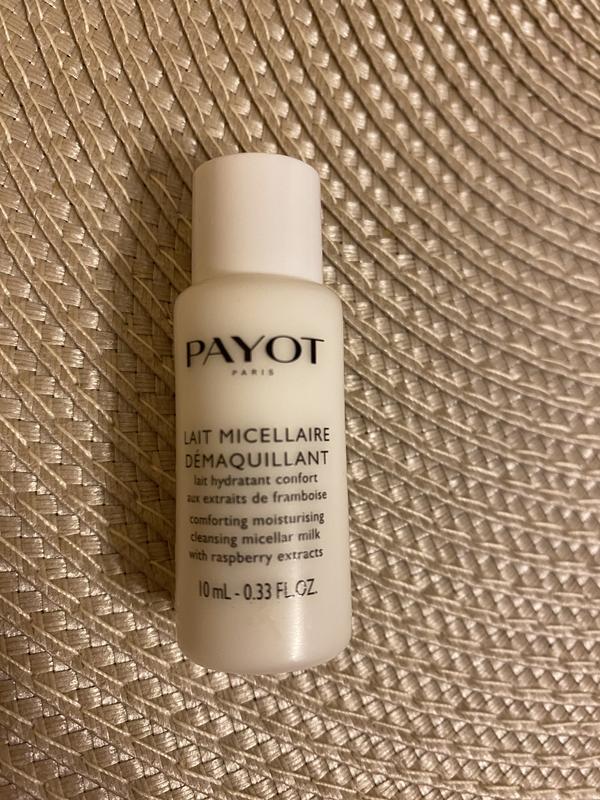 PAYOT
PARIS
LAIT MICELLAIRE
DÉMAQUILLANT
lait hydratant confort
aux extraits de framboise
comforting moisturising
cleansing micellar milk
with raspberry extracts
10 mL - 0.33 FL.OZ.